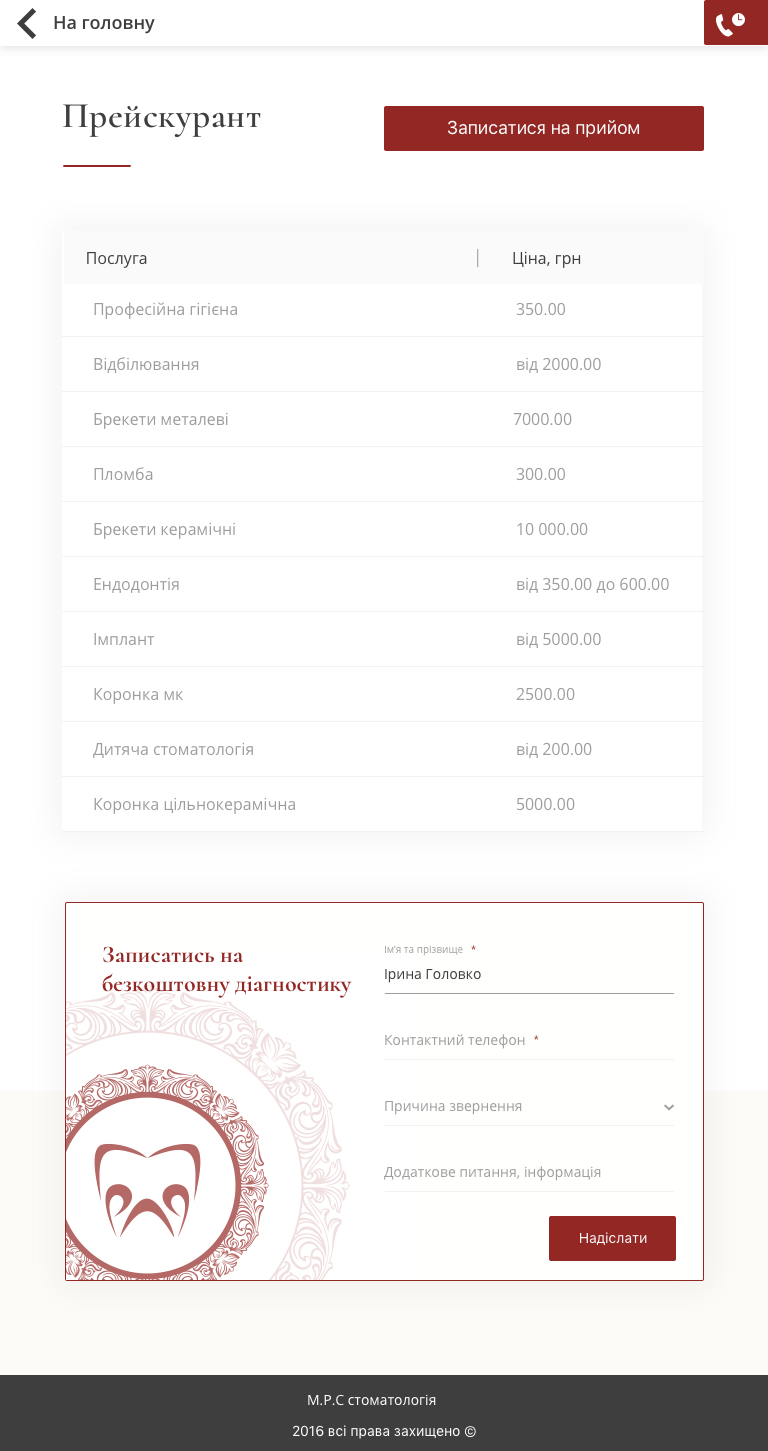 На головну
Прейскурант
Записатися на прийом
Послуга | Ціна, грн
Професійна гігієна 350.00
Відбілювання від 2000.00
Брекети металеві 7000.00
Пломба 300.00
Брекети керамічні 10 000.00
Ендодонтія від 350.00 до 600.00
Імплант від 5000.00
Коронка мк 2500.00
Дитяча стоматологія від 200.00
Коронка цільнокерамічна 5000.00
Записатись на
безкоштовну діагностику
Ім'я та прізвище *
Ірина Головко
Контактний телефон *
Причина звернення
Додаткове питання, інформація
Надіслати
М.Р.С стоматологія
2016 всі права захищено ©